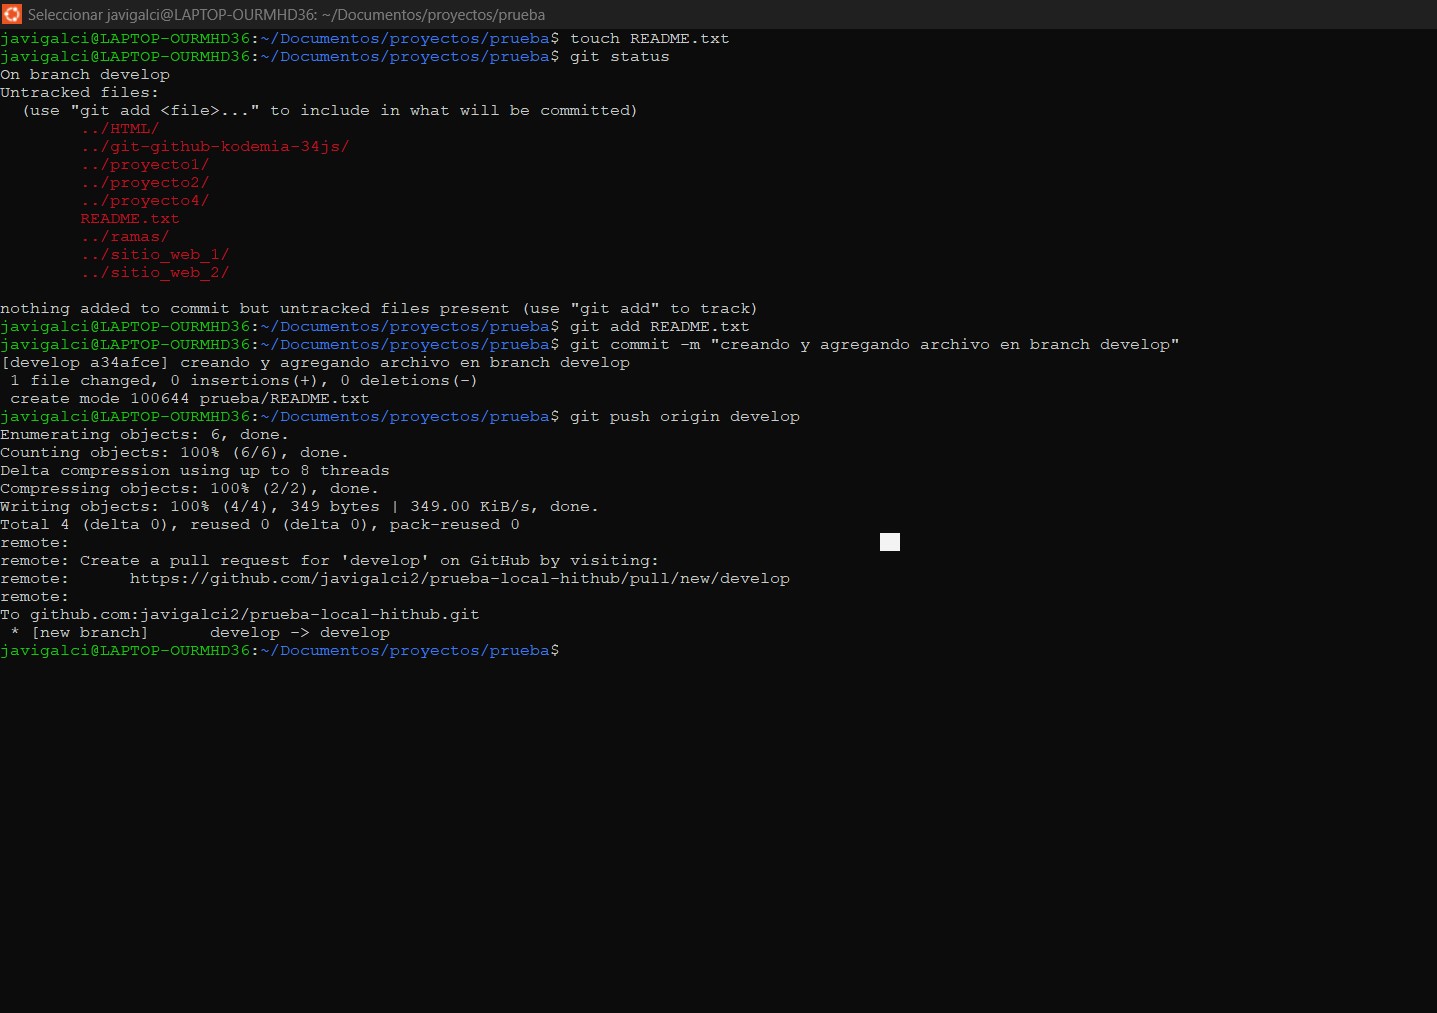 Seleccionar javigalci@LAPTOP-OURMHD36: ~/Documentos/proyectos/prueba
javigalci@LAPTOP-OURMHD36:~/Documentos/proyectos/prueba$ touch README.txt
javigalci@LAPTOP-OURMHD36:~/Documentos/proyectos/prueba$ git status
On branch develop
Untracked files:
  (use "git add <file>..." to include in what will be committed)
        ../HTML/
        ../git-github-kodemia-34js/
        ../proyecto1/
        ../proyecto2/
        ../proyecto4/
        README.txt
        ../ramas/
        ../sitio_web_1/
        ../sitio_web_2/

nothing added to commit but untracked files present (use "git add" to track)
javigalci@LAPTOP-OURMHD36:~/Documentos/proyectos/prueba$ git add README.txt
javigalci@LAPTOP-OURMHD36:~/Documentos/proyectos/prueba$ git commit -m "creando y agregando archivo en branch develop"
[develop a34afce] creando y agregando archivo en branch develop
 1 file changed, 0 insertions(+), 0 deletions(-)
 create mode 100644 prueba/README.txt
javigalci@LAPTOP-OURMHD36:~/Documentos/proyectos/prueba$ git push origin develop
Enumerating objects: 6, done.
Counting objects: 100% (6/6), done.
Delta compression using up to 8 threads
Compressing objects: 100% (2/2), done.
Writing objects: 100% (4/4), 349 bytes | 349.00 KiB/s, done.
Total 4 (delta 0), reused 0 (delta 0), pack-reused 0
remote:
remote: Create a pull request for 'develop' on GitHub by visiting:
remote:      https://github.com/javigalci2/prueba-local-hithub/pull/new/develop
remote:
To github.com:javigalci2/prueba-local-hithub.git
 * [new branch]      develop -> develop
javigalci@LAPTOP-OURMHD36:~/Documentos/proyectos/prueba$